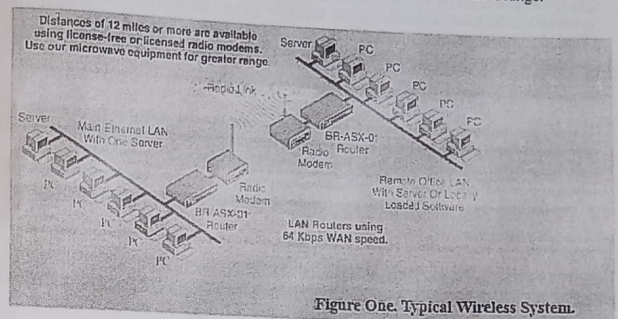 Distances of 12 miles or more are available
using license-free or licensed radio modems.
Use our microwave equipment for greater range.
Server
PC
PC
PC
PC
PC
Radio Link
BR-ASX-01
Router
Radio
Modem
Remote Office LAN
With Server Or Locally
Loaded Software
Server
Main Ethernet LAN
With One Server
PC
PC
PC
PC
PC
Radio
Modem
BR-ASX-01
Router
LAN Routers using
64 Kbps WAN speed.
Figure One. Typical Wireless System.